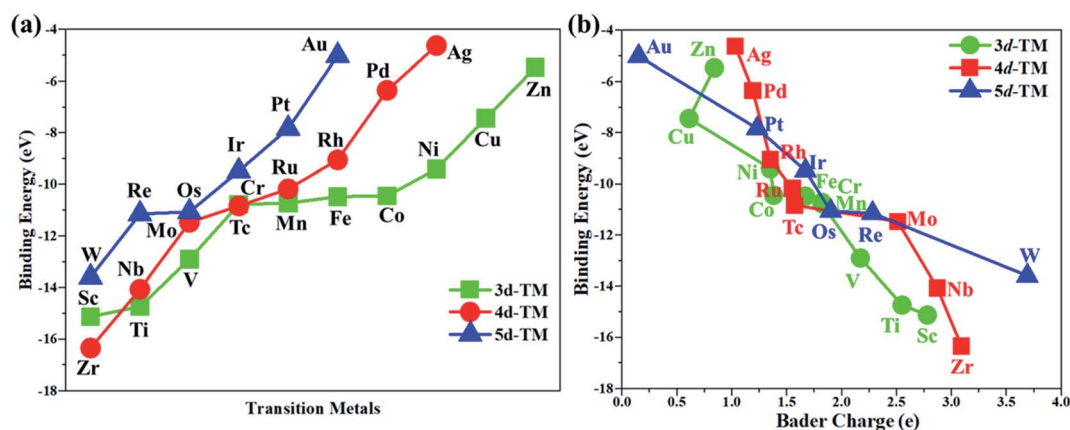 (a)
Binding Energy (eV)
-4
-6
-8
-10
-12
-14
-16
-18
Au
Ag
Zn
Pd
Pt
Cu
Ir
Rh
Ni
Re
Os
Ru
Cr
Mo
Tc
Mn
Fe
Co
W
Nb
V
Sc
Ti
Zr
3d-TM
4d-TM
5d-TM
Transition Metals
(b)
Binding Energy (eV)
-4
-6
-8
-10
-12
-14
-16
-18
Au
Zn
Ag
3d-TM
4d-TM
5d-TM
Pd
Cu
Pt
Rh
Ni
Ir
Ru
Fe
Cr
Co
Mn
Tc
Os
Re
Mo
V
W
Nb
Ti
Sc
Zr
0.0 0.5 1.0 1.5 2.0 2.5 3.0 3.5 4.0
Bader Charge (e)